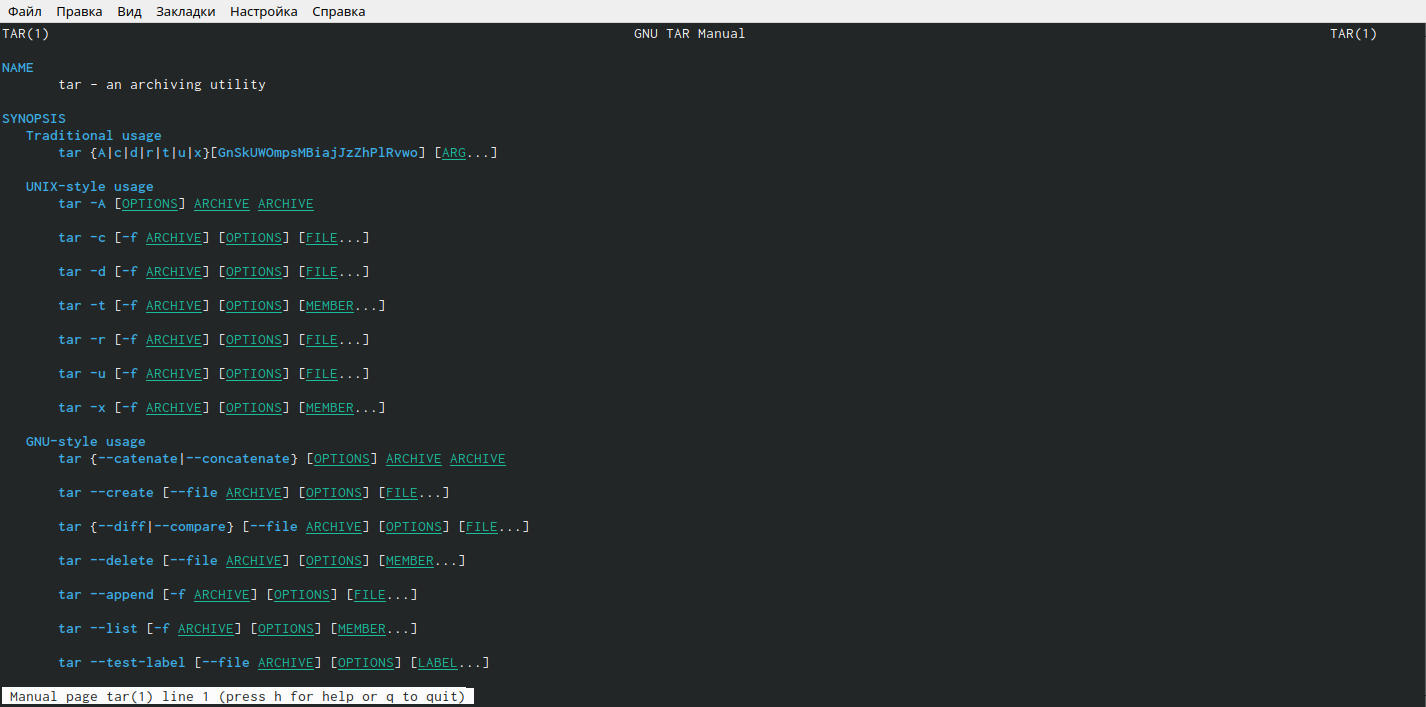 Файл Правка Вид Закладки Настройка Справка
TAR(1) GNU TAR Manual TAR(1)
NAME
tar - an archiving utility
SYNOPSIS
Traditional usage
tar {A|c|d|r|t|u|x}[GnSkUWOmpsMBiajJzZhPlRvwo] [ARG...]
UNIX-style usage
tar -A [OPTIONS] ARCHIVE ARCHIVE
tar -c [-f ARCHIVE] [OPTIONS] [FILE...]
tar -d [-f ARCHIVE] [OPTIONS] [FILE...]
tar -t [-f ARCHIVE] [OPTIONS] [MEMBER...]
tar -r [-f ARCHIVE] [OPTIONS] [FILE...]
tar -u [-f ARCHIVE] [OPTIONS] [FILE...]
tar -x [-f ARCHIVE] [OPTIONS] [MEMBER...]
GNU-style usage
tar {--catenate|--concatenate} [OPTIONS] ARCHIVE ARCHIVE
tar --create [--file ARCHIVE] [OPTIONS] [FILE...]
tar {--diff|--compare} [--file ARCHIVE] [OPTIONS] [FILE...]
tar --delete [--file ARCHIVE] [OPTIONS] [MEMBER...]
tar --append [-f ARCHIVE] [OPTIONS] [FILE...]
tar --list [-f ARCHIVE] [OPTIONS] [MEMBER...]
tar --test-label [--file ARCHIVE] [OPTIONS] [LABEL...]
Manual page tar(1) line 1 (press h for help or q to quit)